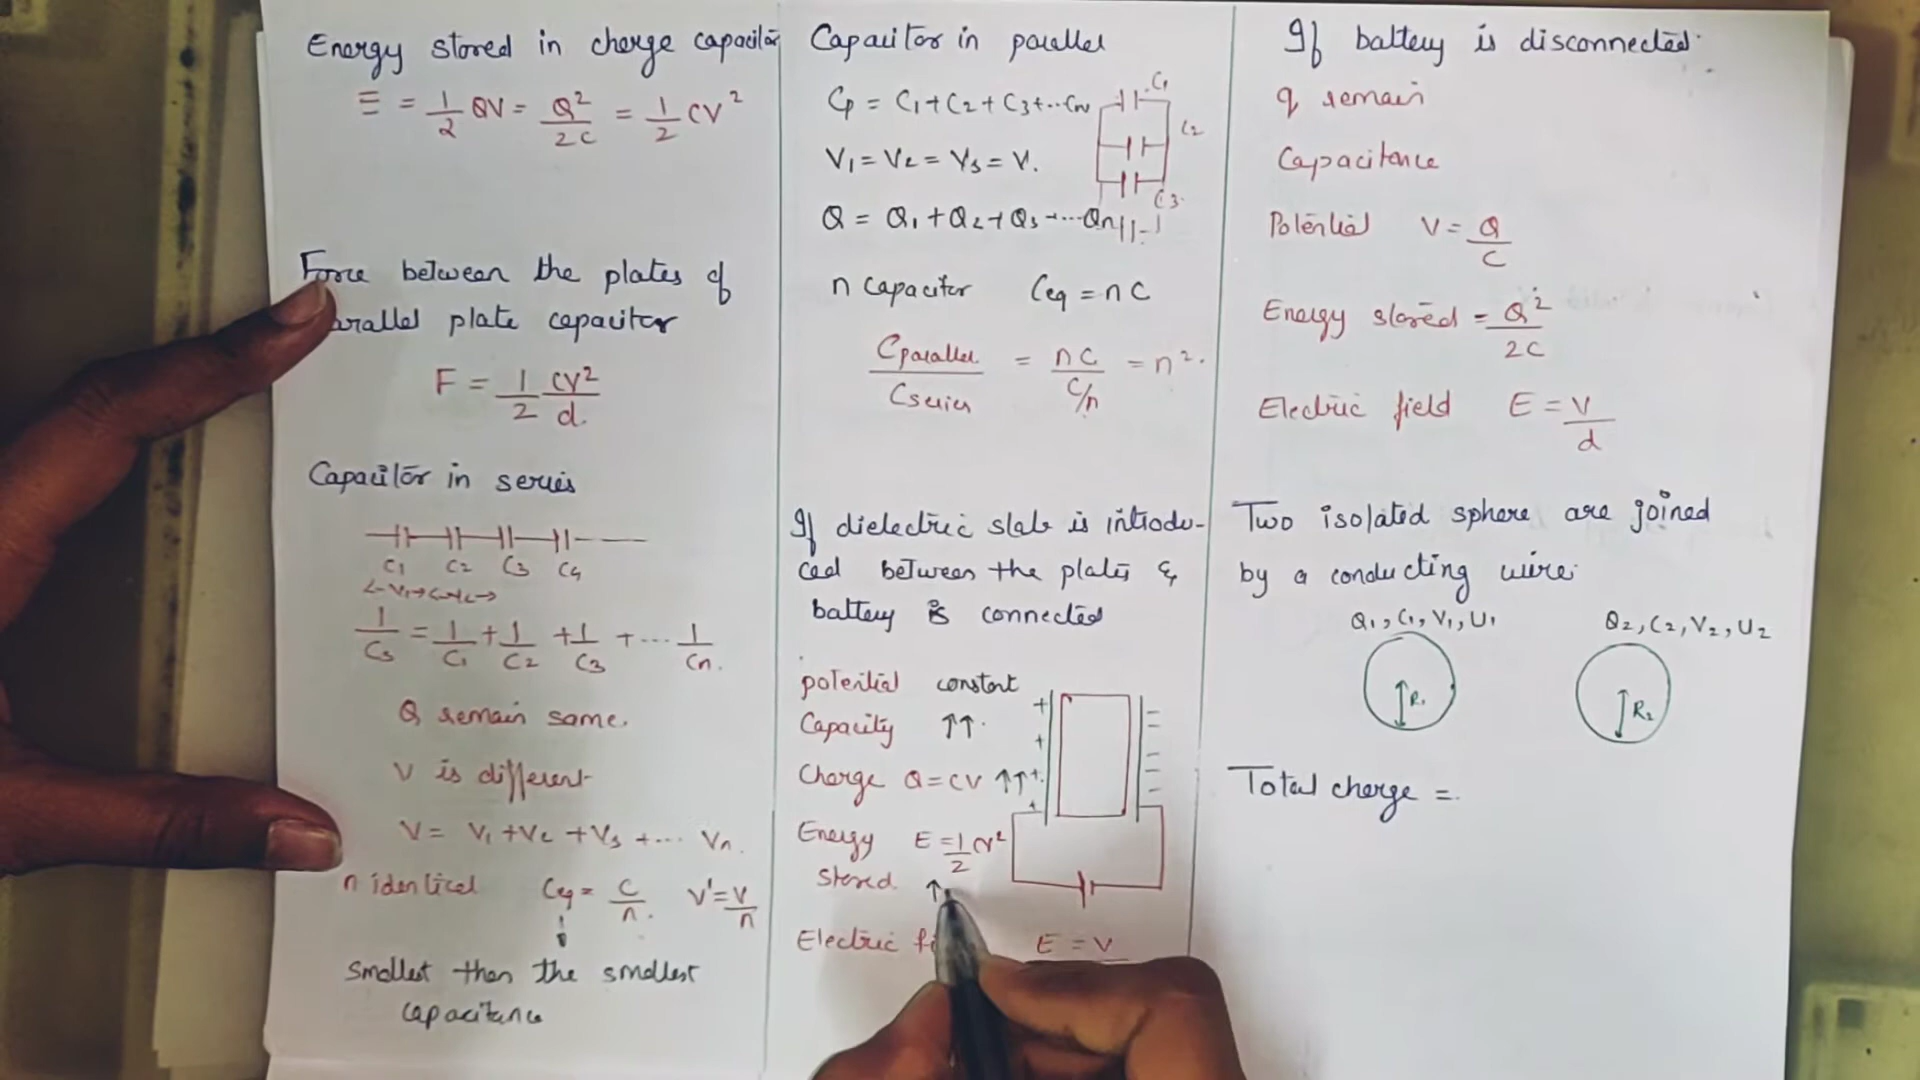 Energy stored in charge capacitor
E = 1/2 QV = Q²/2C = 1/2 CV²
Force between the plates of
arallel plate capacitor
F = 1/2 CV²/d
Capacitor in series
C1 C2 C3 C4
1/Cs = 1/C1 + 1/C2 + 1/C3 + ... 1/Cn.
Q remain same.
V is different
V = V1 + V2 + V3 + ... Vn.
n identical Ceq = C/n. V' = V/n
Smallest then the smallest
capacitance
Capacitor in parallel
Cp = C1 + C2 + C3 + ... Cn
C1
C2
C3
V1 = V2 = V3 = V.
Q = Q1 + Q2 + Q3 + ... Qn
n capacitor Ceq = nC
Cparallel/Cseries = nC/C/n = n².
If dielectric slab is introdu-
ced between the plates &
battery is connected
potential constant
Capacity ↑↑.
Charge Q = CV ↑↑
Energy E = 1/2 CV²
Stored. ↑
Electric E = V
+ + + +
If battery is disconnected.
q remain
Capacitance
Potential V = Q/C
Energy stored = Q²/2C
Electric field E = V/d
Two isolated sphere are joined
by a conducting wire.
Q1, C1, V1, U1 Q2, C2, V2, U2
R1 R2
Total charge =.